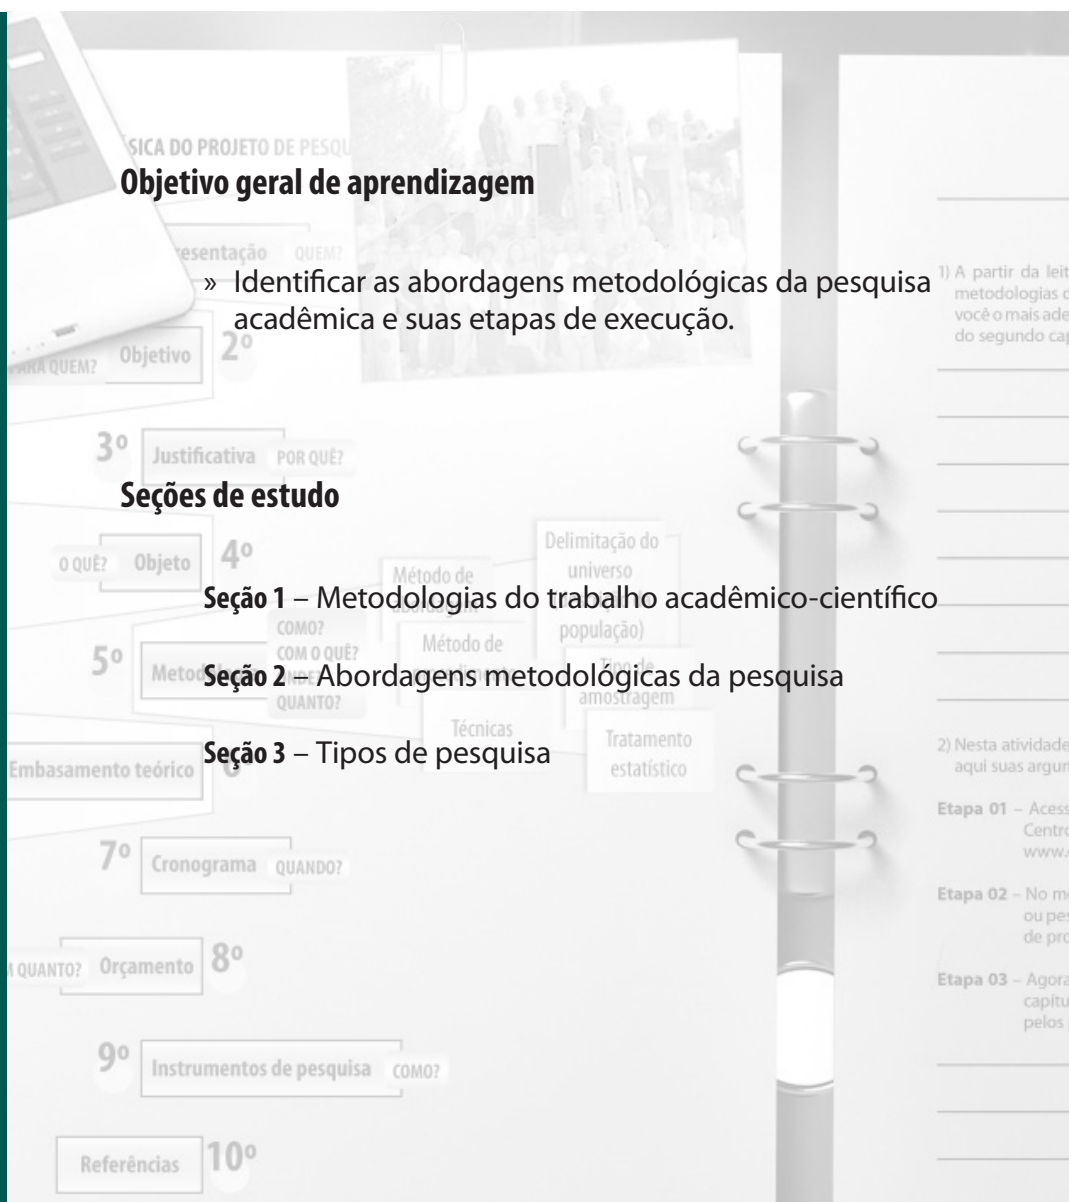 SICA DO PROJETO DE PESQU
Objetivo geral de aprendizagem
resentação QUEM?
» Identificar as abordagens metodológicas da pesquisa
acadêmica e suas etapas de execução.
PARA QUEM? Objetivo 2º
3º Justificativa POR QUÊ?
Seções de estudo
O QUÊ? Objeto 4º
Seção 1 – Metodologias do trabalho acadêmico-científico
Seção 2 – Abordagens metodológicas da pesquisa
Seção 3 – Tipos de pesquisa
5º
COMO?
COM O QUÊ?
QUANTO?
Método de
Método de
Técnicas
Delimitação do
universo
população)
amostragem
Tratamento
estatístico
Embasamento teórico
7º Cronograma QUANDO?
QUANTO? Orçamento 8º
9º Instrumentos de pesquisa COMO?
Referências 10º
1) A partir da leit
metodologias d
você o mais ade
do segundo cap
2) Nesta atividade
aqui suas argum
Etapa 01 – Acess
Centro
www.
Etapa 02 – No me
ou pes
de pro
Etapa 03 – Agora
capítu
pelos